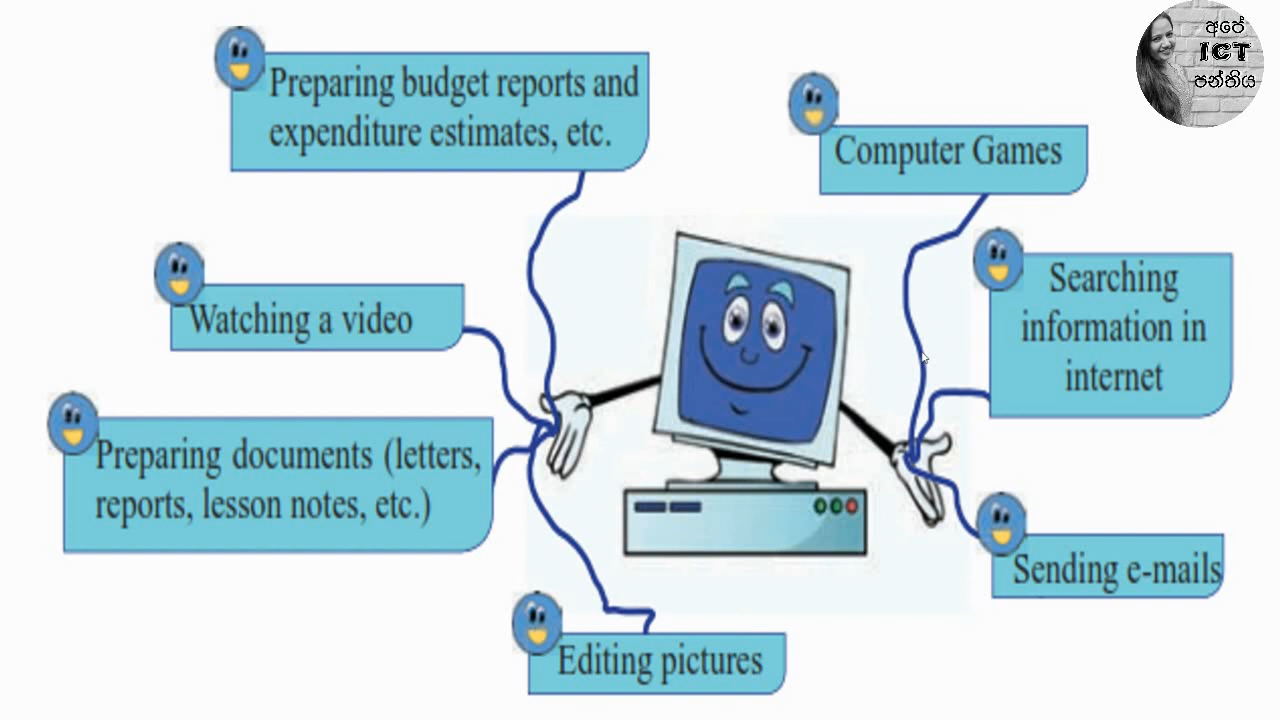 Preparing budget reports and
expenditure estimates, etc.
Computer Games
Searching
information in
internet
Watching a video
Preparing documents (letters,
reports, lesson notes, etc.)
Sending e-mails
Editing pictures
අපේ
ICT
පන්තිය